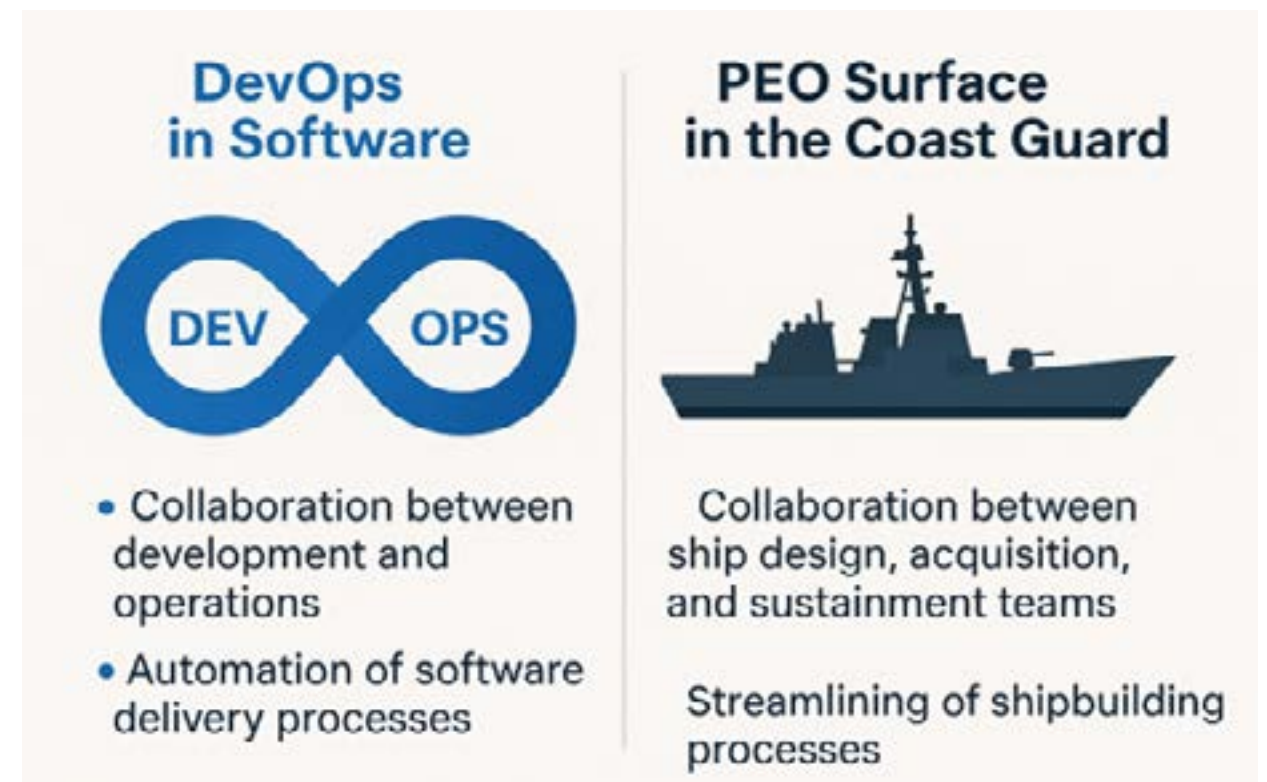 DevOps
in Software
DEV
OPS
• Collaboration between
development and
operations
• Automation of software
delivery processes
PEO Surface
in the Coast Guard
Collaboration between
ship design, acquisition,
and sustainment teams
Streamlining of shipbuilding
processes